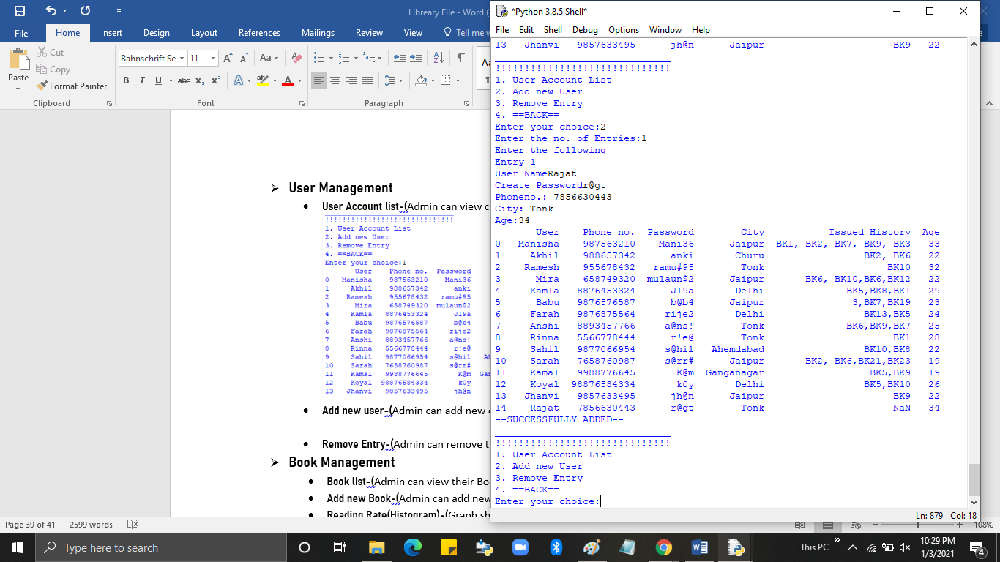 Libreary File - Word (
File
Home
Insert
Design
Layout
References
Mailings
Review
View
Tell me w
Paste
Cut
Copy
Format Painter
Clipboard
Bahnschrift Se
11
Font
Paragraph
User Management
User Account list-(Admin can view c
!!!!!!!!!!!!!!!!!!!!!!!!!!!!!!
1. User Account List
2. Add new User
3. Remove Entry
4. ==BACK==
Enter your choice:1
User Phone no. Password
0 Manisha 987563210 Mani36
1 Akhil 988657342 anki
2 Ramesh 955678432 ramu#95
3 Mira 658749320 mulaun$2
4 Kamla 8876453324 J19a
5 Babu 9876576587 b@b4
6 Farah 9876875564 rije2
7 Anshi 8893457766 a@ns!
8 Rinna 5566778444 r!e@
9 Sahil 9877066954 s@hil Ah
10 Sarah 7658760987 s@rr#
11 Kamal 9988776645 K@m Gan
12 Koyal 98876584334 k0y
13 Jhanvi 9857633495 jh@n
Add new user-(Admin can add new
Remove Entry-(Admin can remove t
Book Management
Book list-(Admin can view their Boo
Add new Book-(Admin can add new
Reading Rate(Histogram)-(Graph sh
Page 39 of 41
2599 words
108%
*Python 3.8.5 Shell*
File Edit Shell Debug Options Window Help
13 Jhanvi 9857633495 jh@n Jaipur BK9 22
______________________________
!!!!!!!!!!!!!!!!!!!!!!!!!!!!!!
1. User Account List
2. Add new User
3. Remove Entry
4. ==BACK==
Enter your choice:2
Enter the no. of Entries:1
Enter the following
Entry 1
User NameRajat
Create Passwordr@gt
Phoneno.: 7856630443
City: Tonk
Age:34
User Phone no. Password City Issued History Age
0 Manisha 987563210 Mani36 Jaipur BK1, BK2, BK7, BK9, BK3 33
1 Akhil 988657342 anki Churu BK2, BK6 22
2 Ramesh 955678432 ramu#95 Tonk BK10 32
3 Mira 658749320 mulaun$2 Jaipur BK6, BK10,BK6,BK12 22
4 Kamla 8876453324 J19a Delhi BK5,BK8,BK1 29
5 Babu 9876576587 b@b4 Jaipur 3,BK7,BK19 23
6 Farah 9876875564 rije2 Delhi BK13,BK5 24
7 Anshi 8893457766 a@ns! Tonk BK6,BK9,BK7 25
8 Rinna 5566778444 r!e@ Tonk BK1 28
9 Sahil 9877066954 s@hil Ahemdabad BK10,BK8 22
10 Sarah 7658760987 s@rr# Jaipur BK2, BK6,BK21,BK23 19
11 Kamal 9988776645 K@m Ganganagar BK5,BK9 19
12 Koyal 98876584334 k0y Delhi BK5,BK10 26
13 Jhanvi 9857633495 jh@n Jaipur BK9 22
14 Rajat 7856630443 r@gt Tonk NaN 34
--SUCCESSFULLY ADDED--
______________________________
!!!!!!!!!!!!!!!!!!!!!!!!!!!!!!
1. User Account List
2. Add new User
3. Remove Entry
4. ==BACK==
Enter your choice:
Ln: 879 Col: 18
Type here to search
This PC
10:29 PM
1/3/2021
4